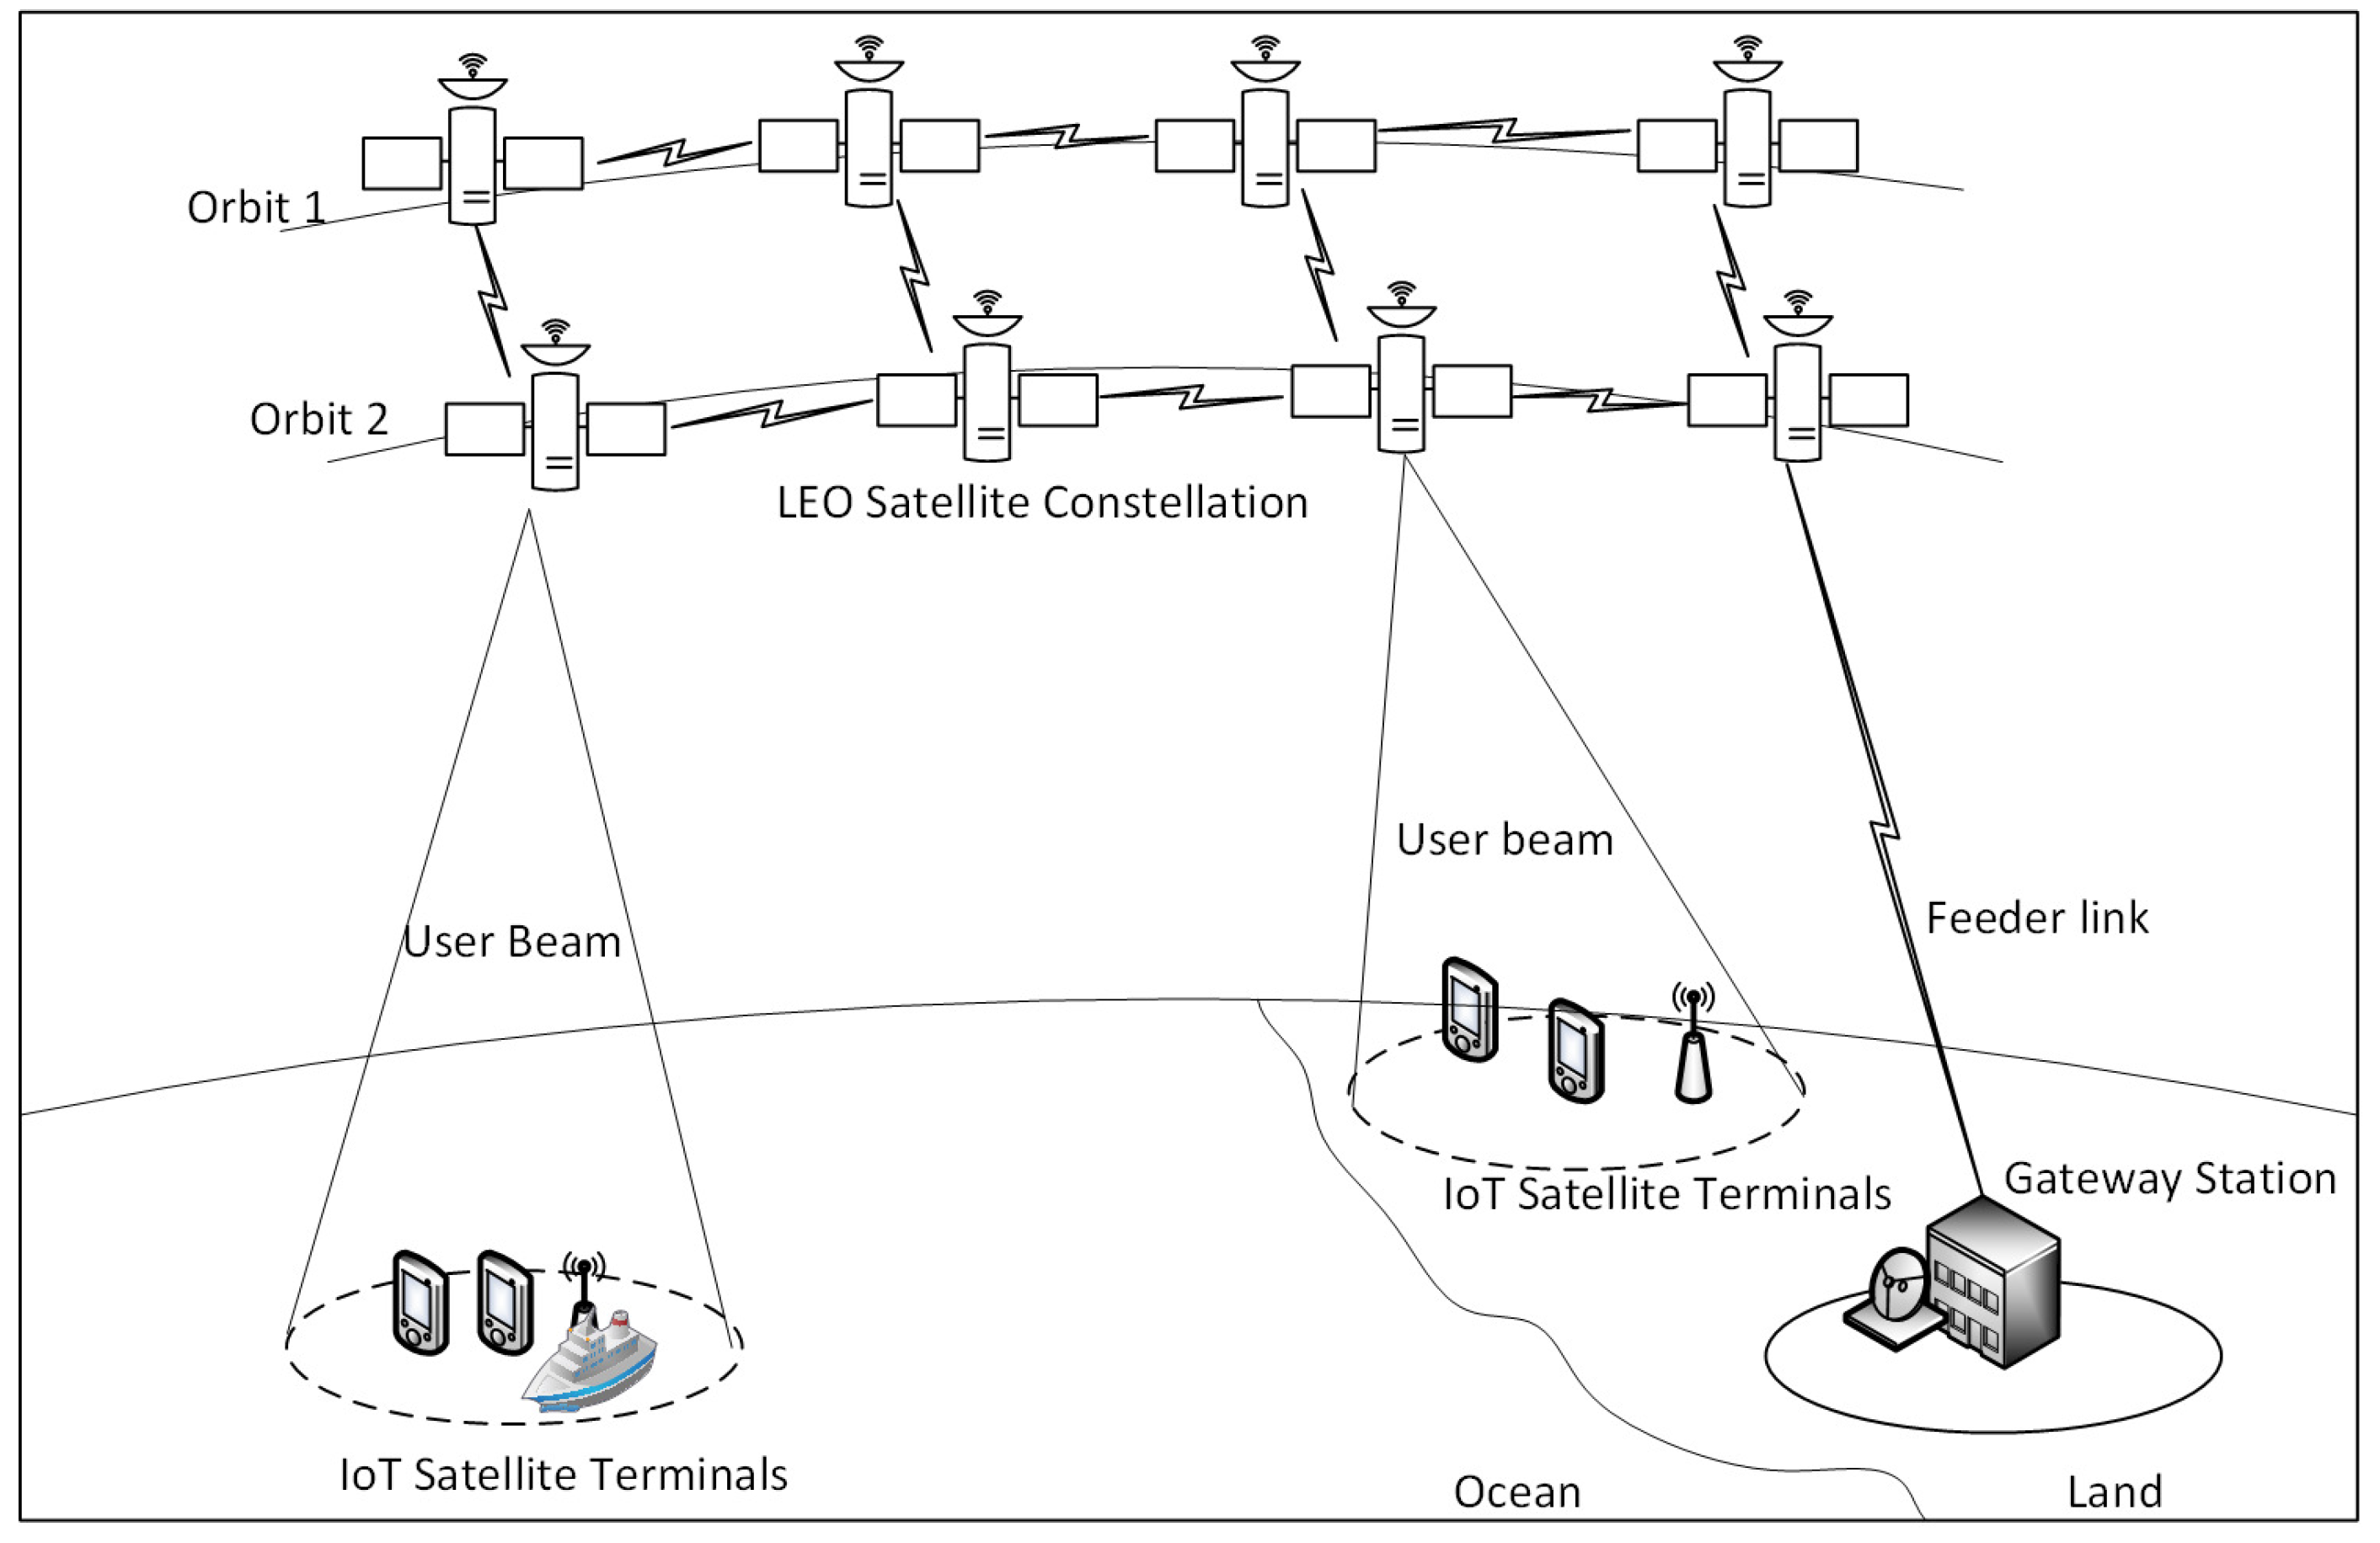 Orbit 1
Orbit 2
LEO Satellite Constellation
User beam
Feeder link
User Beam
Gateway Station
IoT Satellite Terminals
IoT Satellite Terminals
Ocean
Land